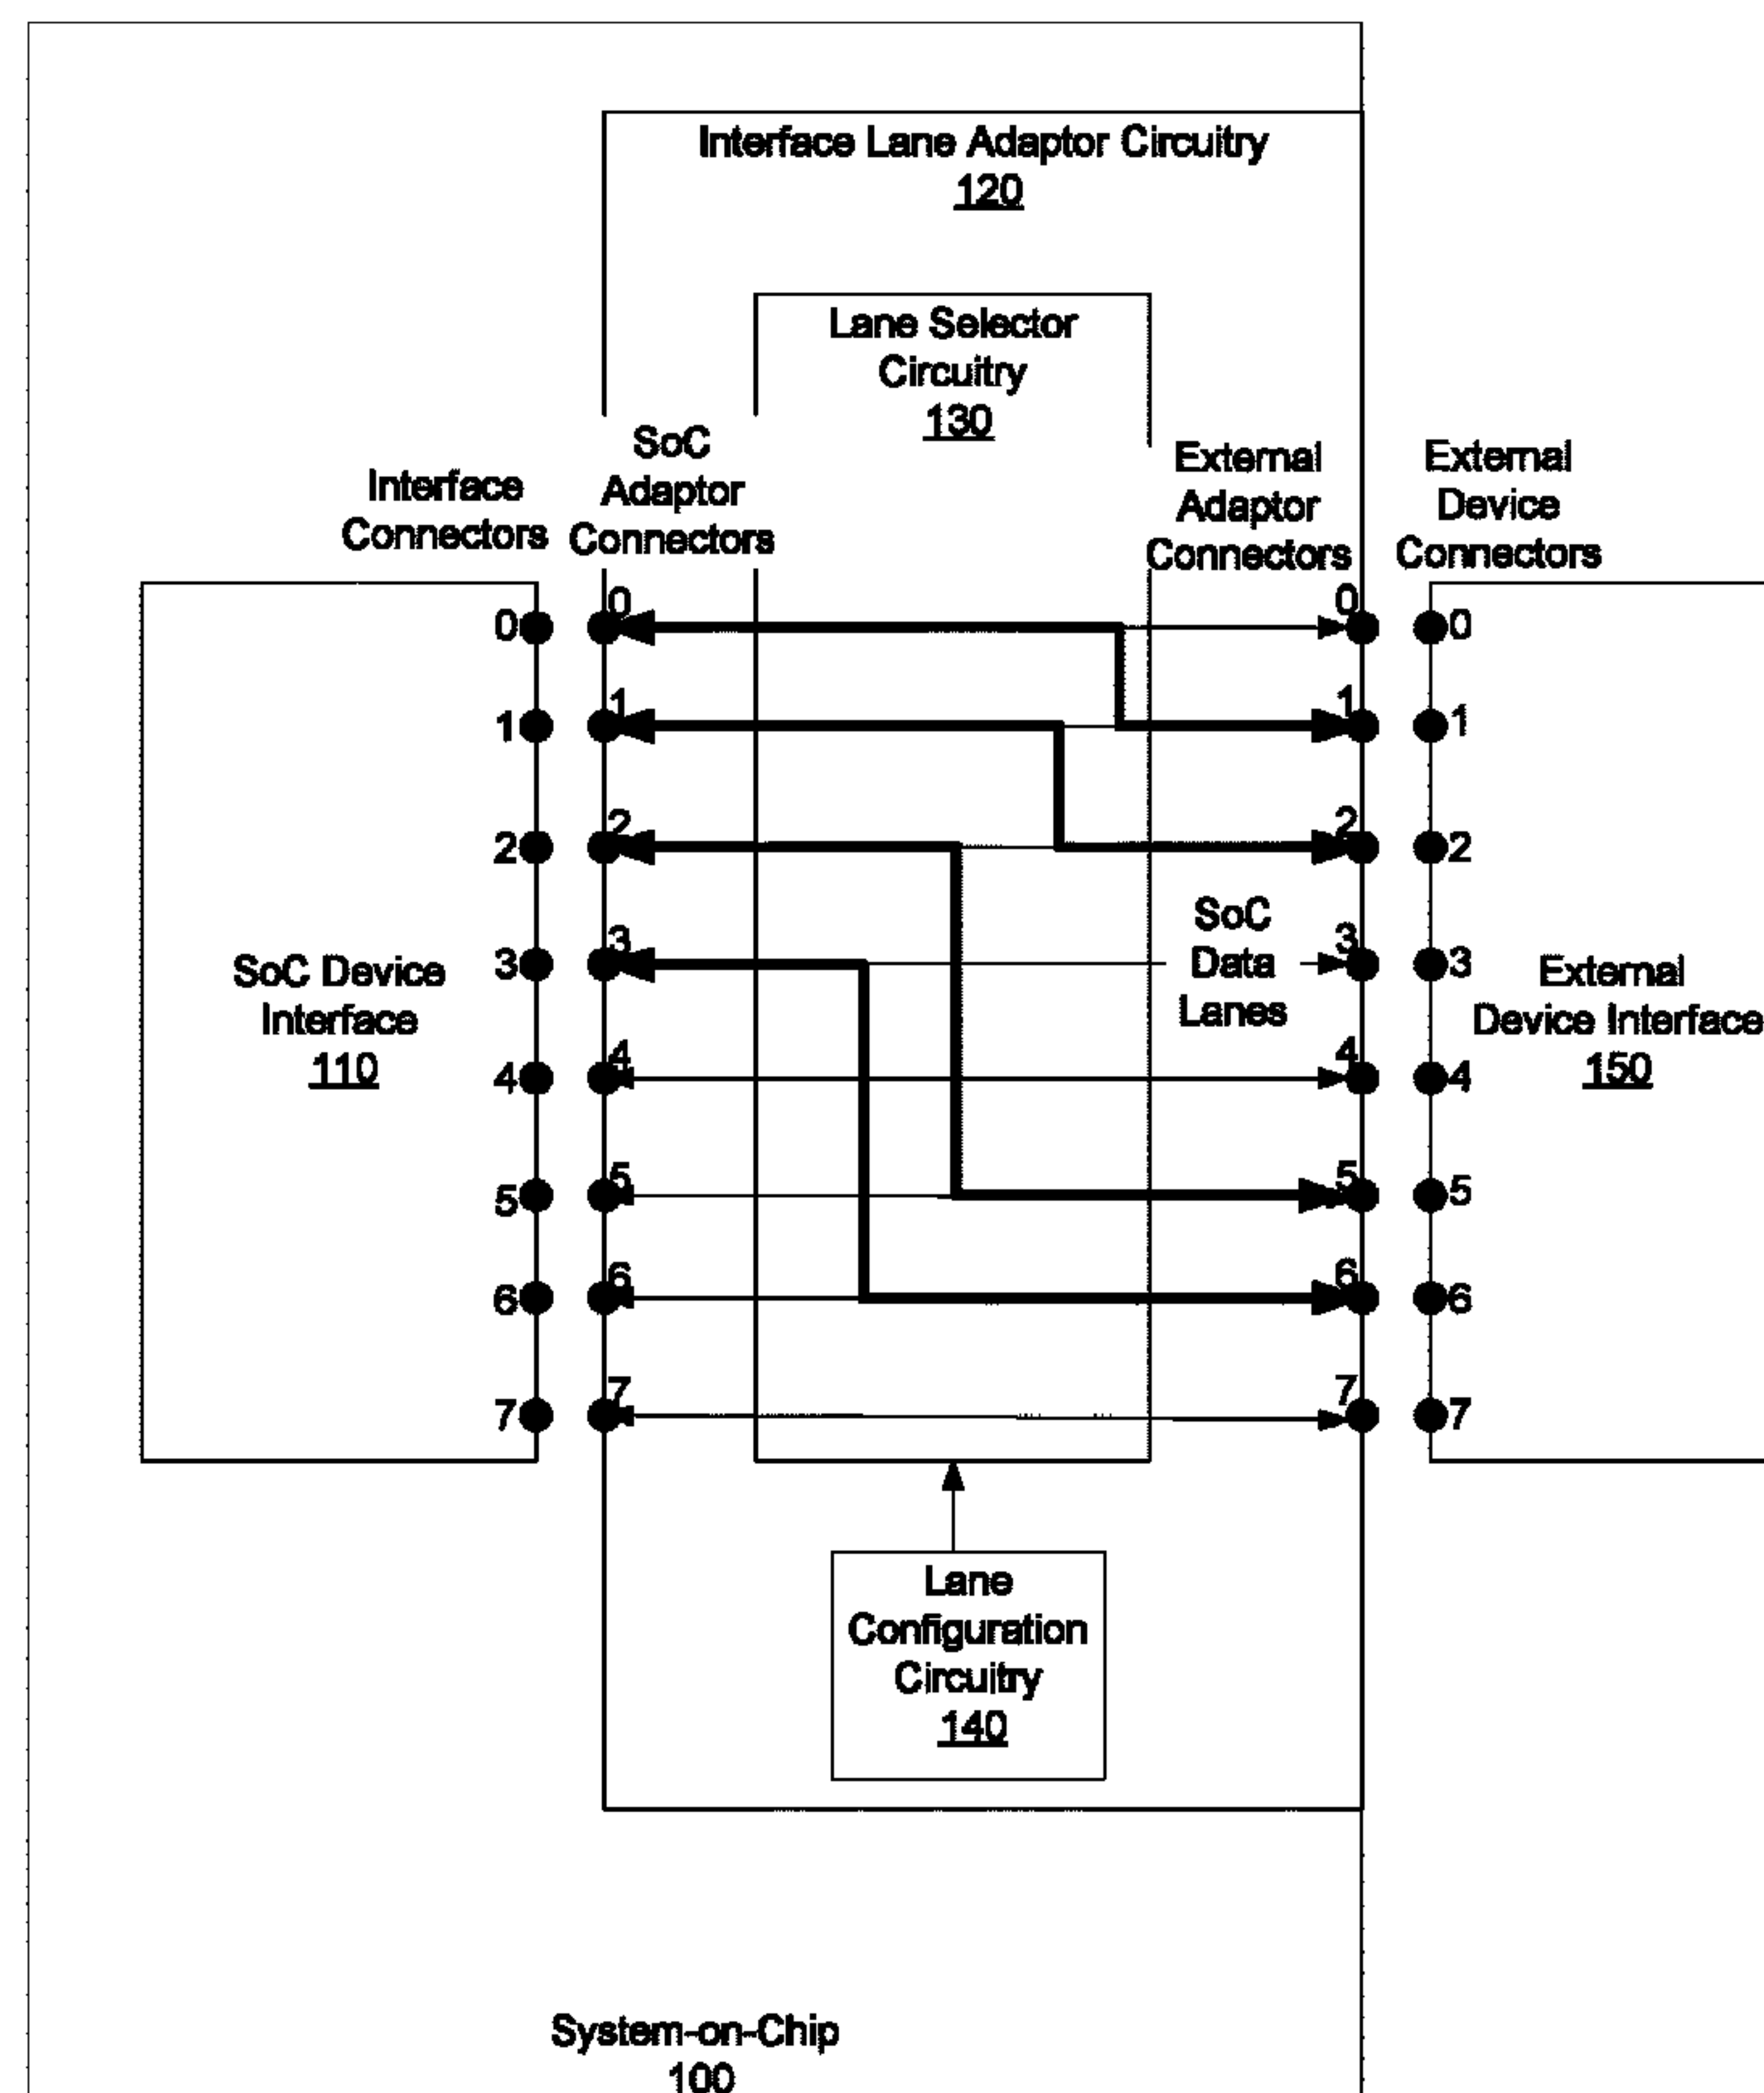 Interface Lane Adaptor Circuitry
120
Lane Selector
Circuitry
130
Interface
Connectors
SoC
Adaptor
Connectors
External
Adaptor
Connectors
External
Device
Connectors
0 0 0 0
1 1 1 1
2 2 2 2
3 3 3 3
4 4 4 4
5 5 5 5
6 6 6 6
7 7 7 7
SoC Device
Interface
110
SoC
Data
Lanes
External
Device Interface
150
Lane
Configuration
Circuitry
140
System-on-Chip
100